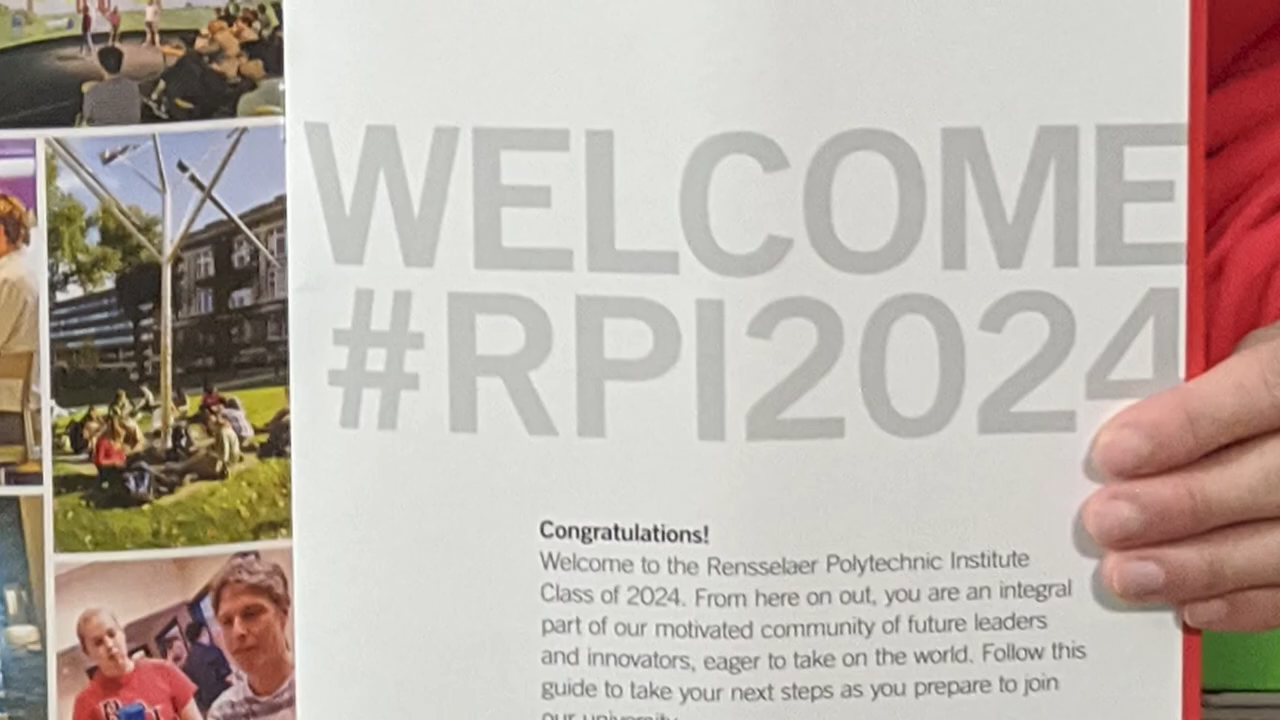 WELCOME
#RPI2024
Congratulations!
Welcome to the Rensselaer Polytechnic Institute
Class of 2024. From here on out, you are an integral
part of our motivated community of future leaders
and innovators, eager to take on the world. Follow this
guide to take your next steps as you prepare to join
our university.